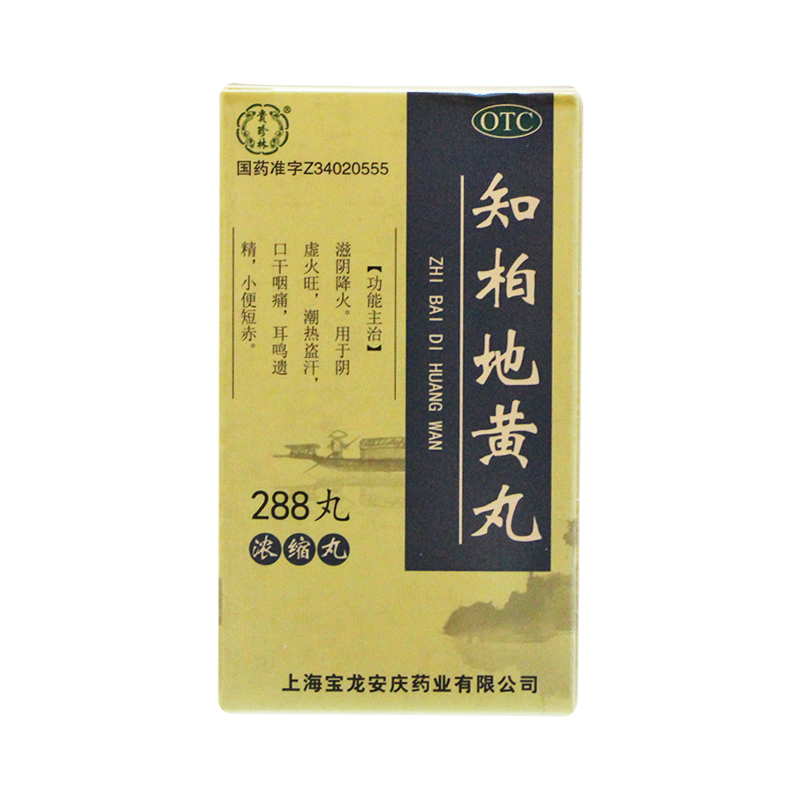 贵珍林®
国药准字Z34020555
OTC
知柏地黄丸
ZHI BAI DI HUANG WAN
【功能主治】
滋阴降火。用于阴
虚火旺，潮热盗汗，
口干咽痛，耳鸣遗
精，小便短赤。
288丸
浓缩丸
上海宝龙安庆药业有限公司